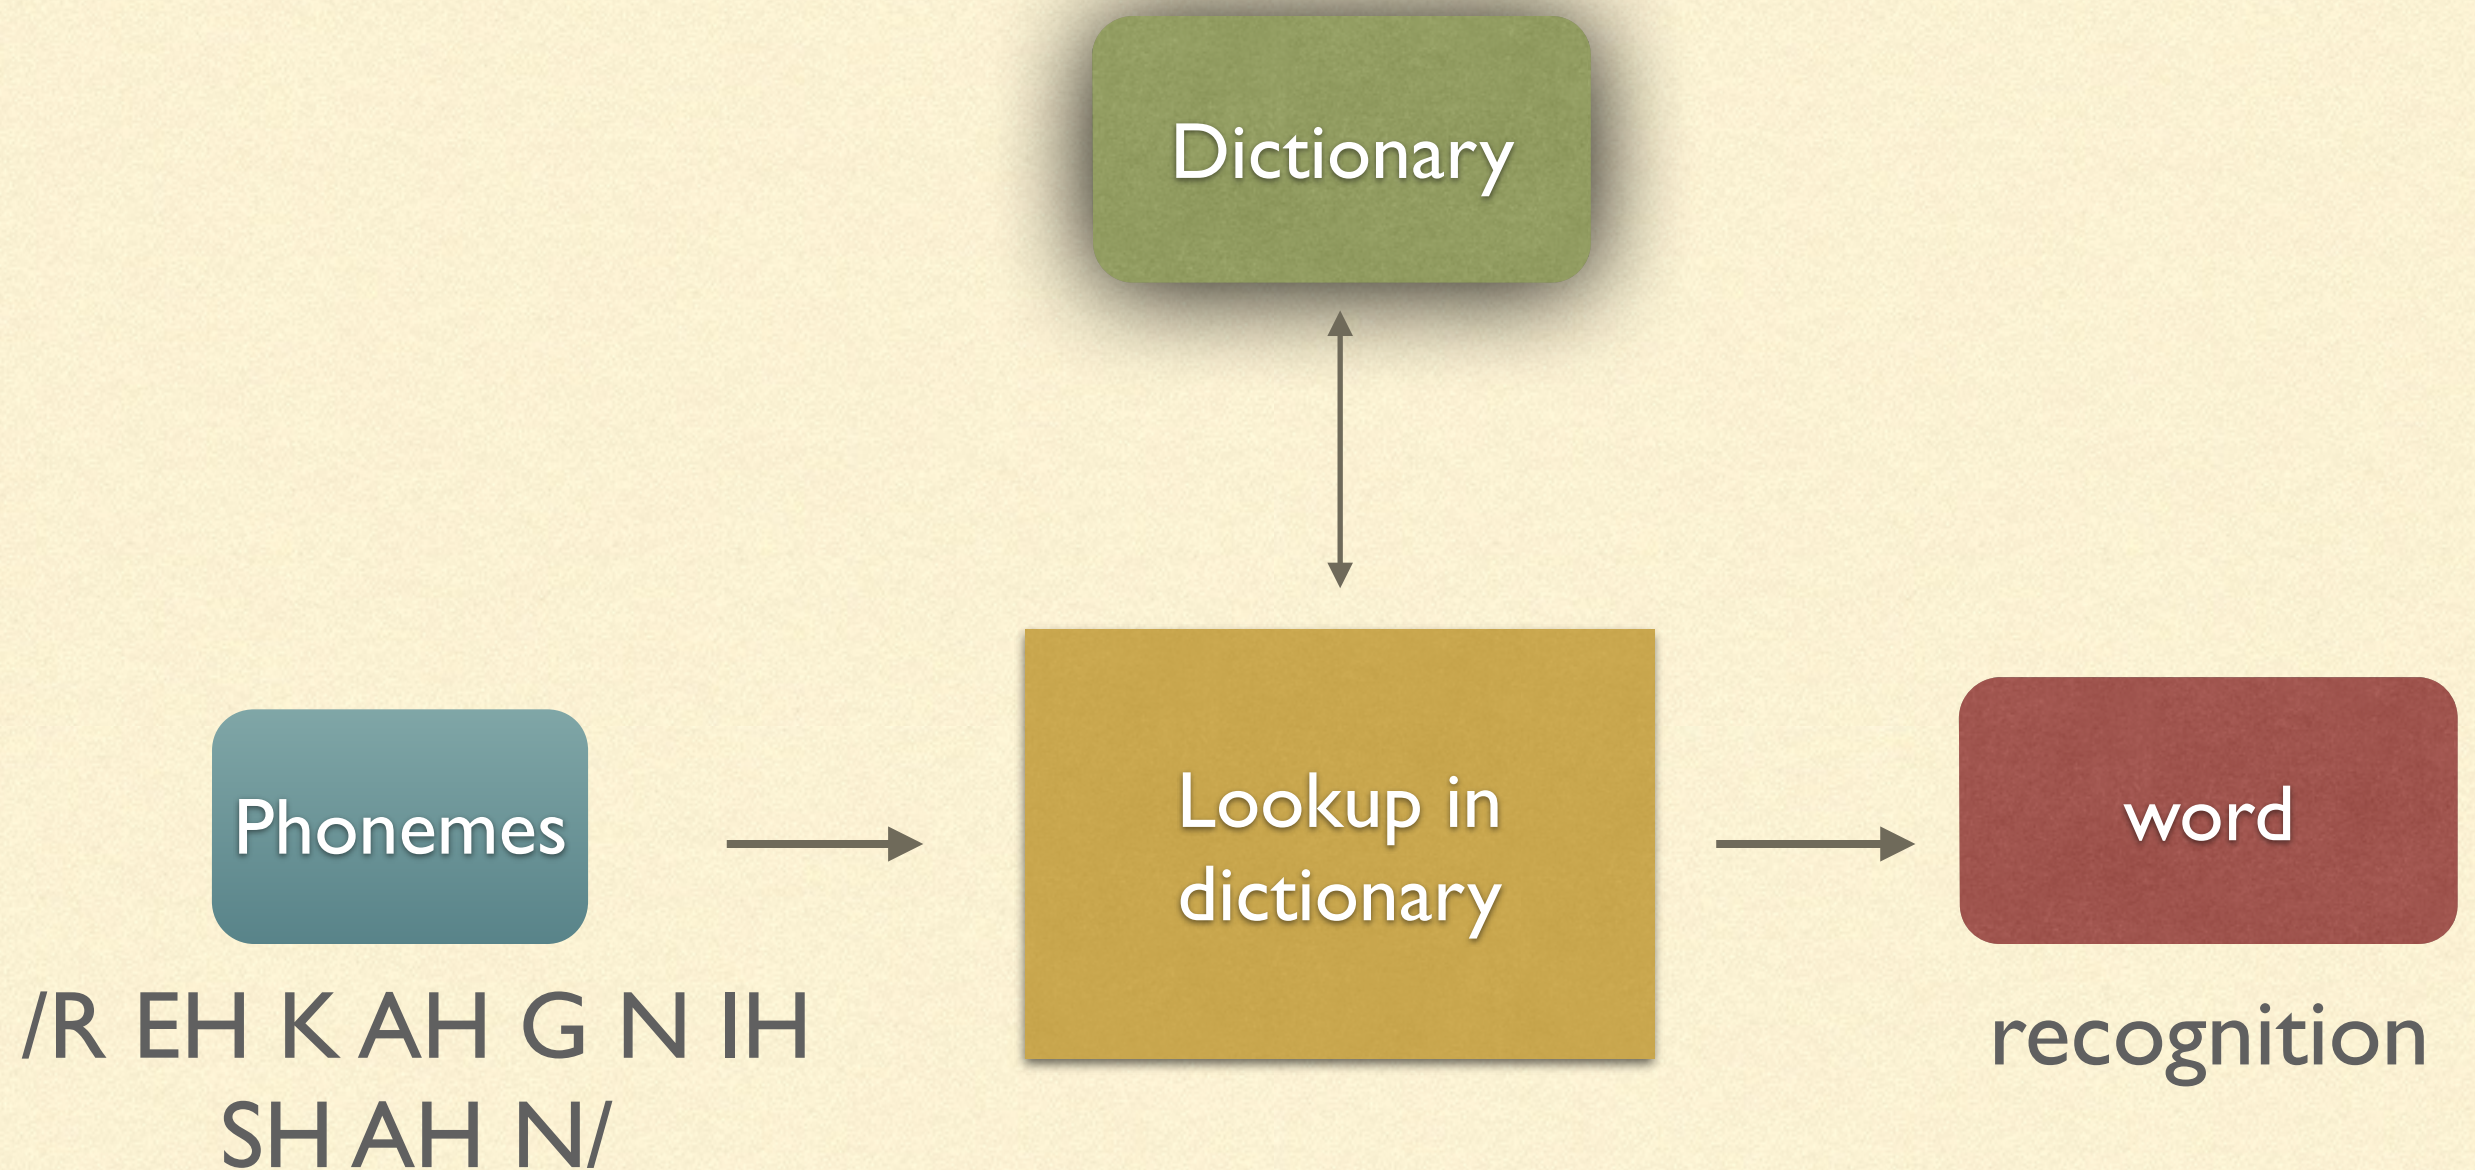 Dictionary
Lookup in
dictionary
Phonemes
word
/R EH K AH G N IH
SH AH N/
recognition